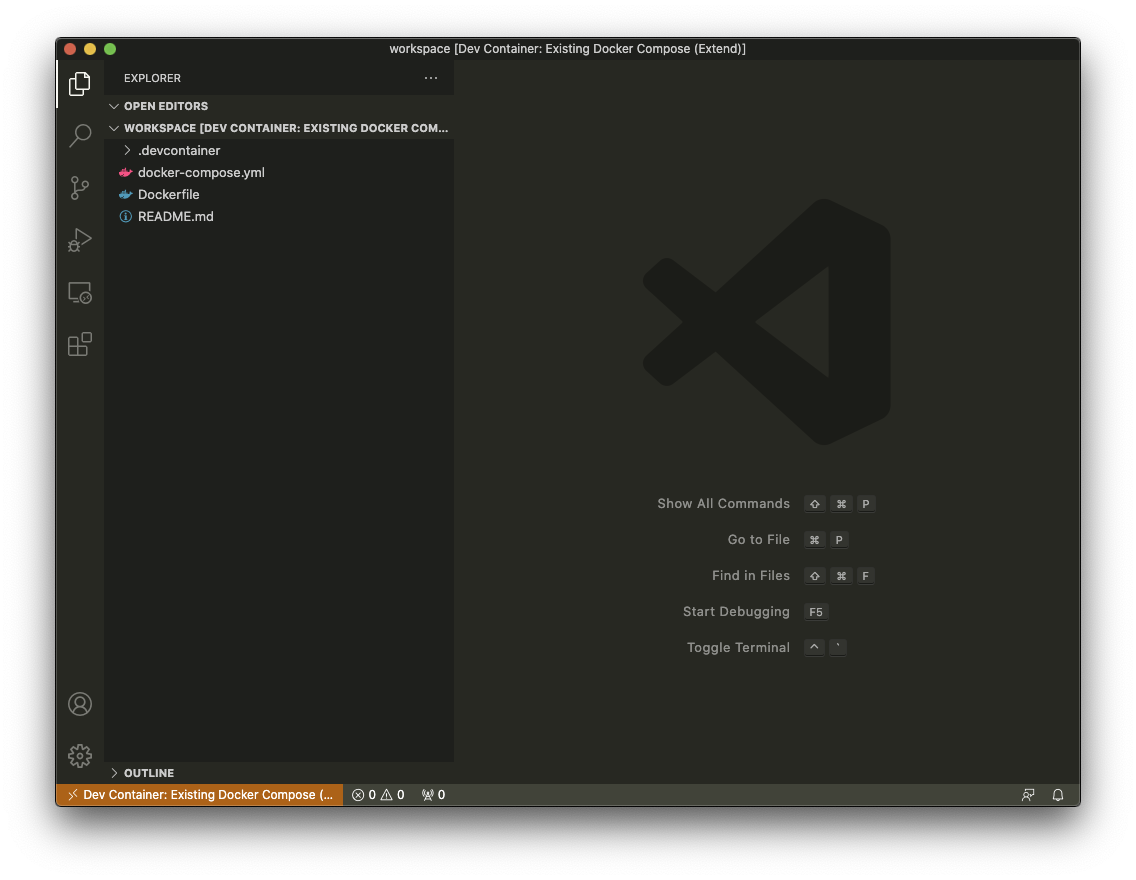 workspace [Dev Container: Existing Docker Compose (Extend)]
EXPLORER
OPEN EDITORS
WORKSPACE [DEV CONTAINER: EXISTING DOCKER COM...
.devcontainer
docker-compose.yml
Dockerfile
README.md
Show All Commands ⇧ ⌘ P
Go to File ⌘ P
Find in Files ⇧ ⌘ F
Start Debugging F5
Toggle Terminal ^ `
OUTLINE
Dev Container: Existing Docker Compose (... 0 0 0